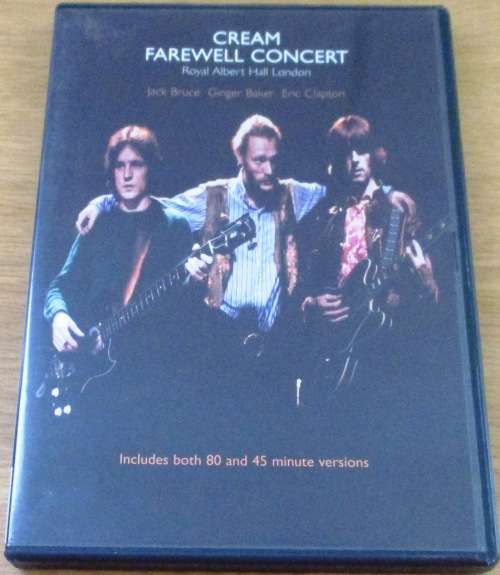 CREAM
FAREWELL CONCERT
Royal Albert Hall London
Jack Bruce Ginger Baker Eric Clapton
Includes both 80 and 45 minute versions